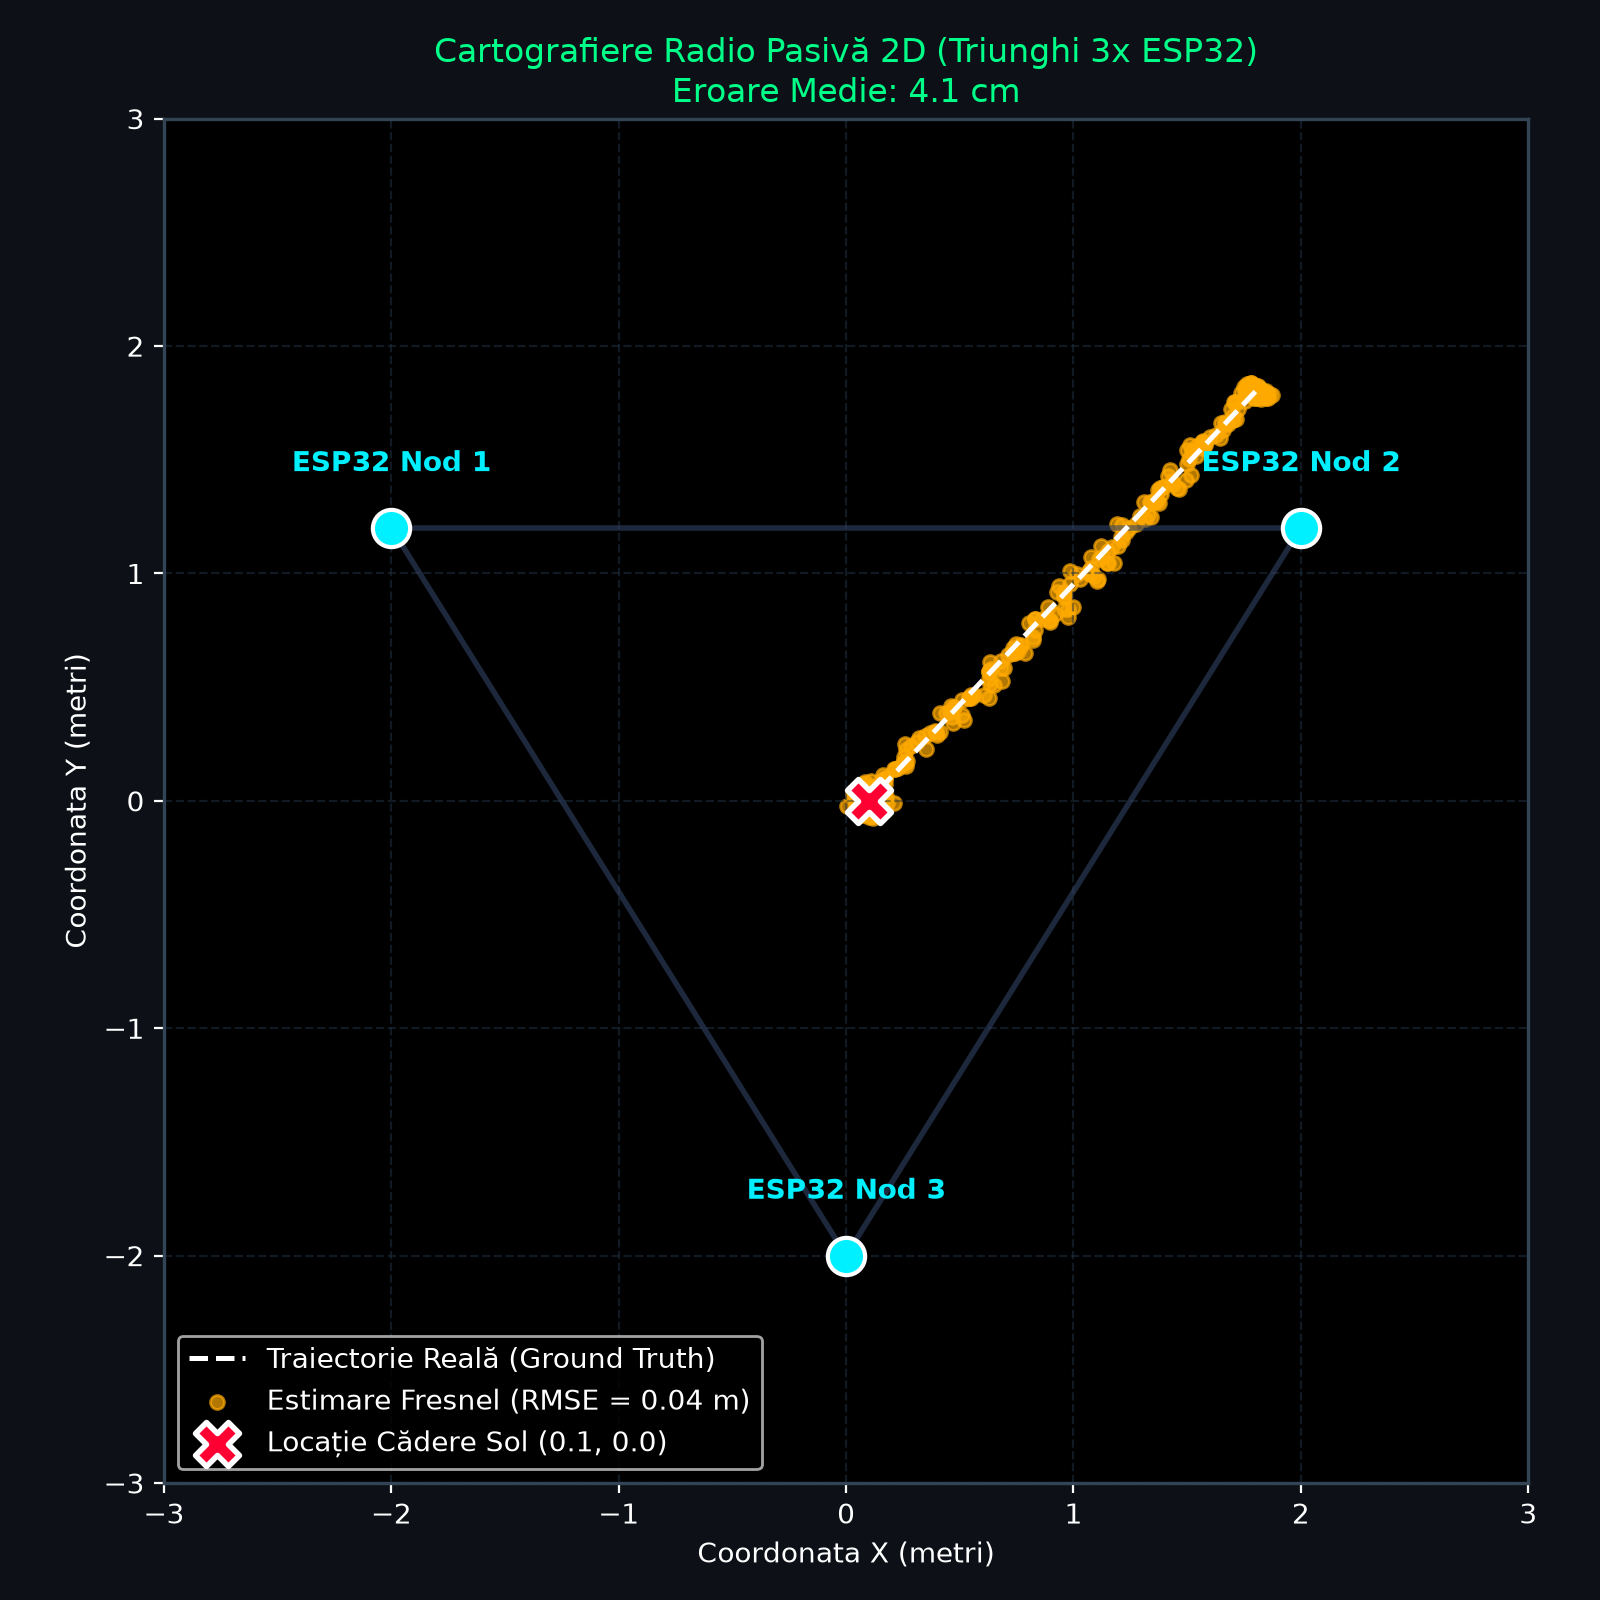 Cartografiere Radio Pasivă 2D (Triunghi 3x ESP32)
Eroare Medie: 4.1 cm
3
2
1
0
−1
−2
−3
Coordonata Y (metri)
ESP32 Nod 1
ESP32 Nod 2
ESP32 Nod 3
Traiectorie Reală (Ground Truth)
Estimare Fresnel (RMSE = 0.04 m)
Locație Cădere Sol (0.1, 0.0)
−3 −2 −1 0 1 2 3
Coordonata X (metri)